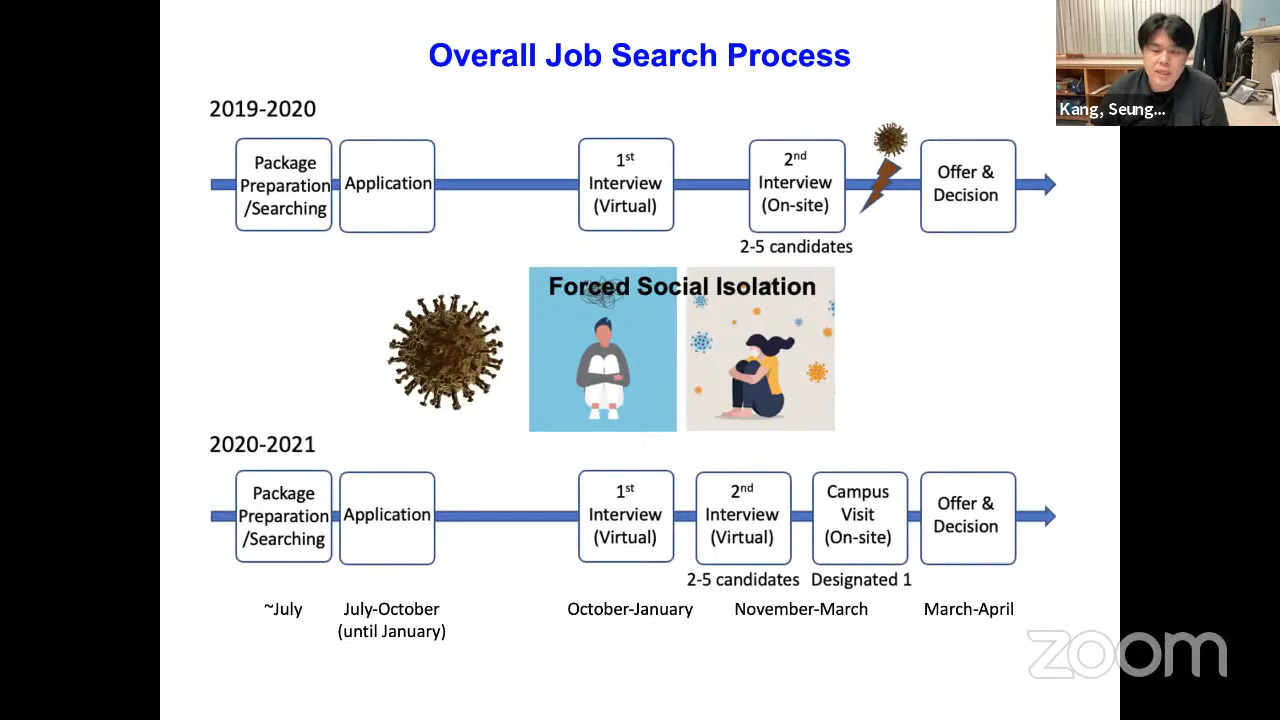 Overall Job Search Process
Kang, Seung...
2019-2020
Package
Preparation
/Searching
Application
1st
Interview
(Virtual)
2nd
Interview
(On-site)
Offer &
Decision
2-5 candidates
Forced Social Isolation
2020-2021
Package
Preparation
/Searching
Application
1st
Interview
(Virtual)
2nd
Interview
(Virtual)
Campus
Visit
(On-site)
Offer &
Decision
2-5 candidates
Designated 1
~July
July-October
(until January)
October-January
November-March
March-April
zoom